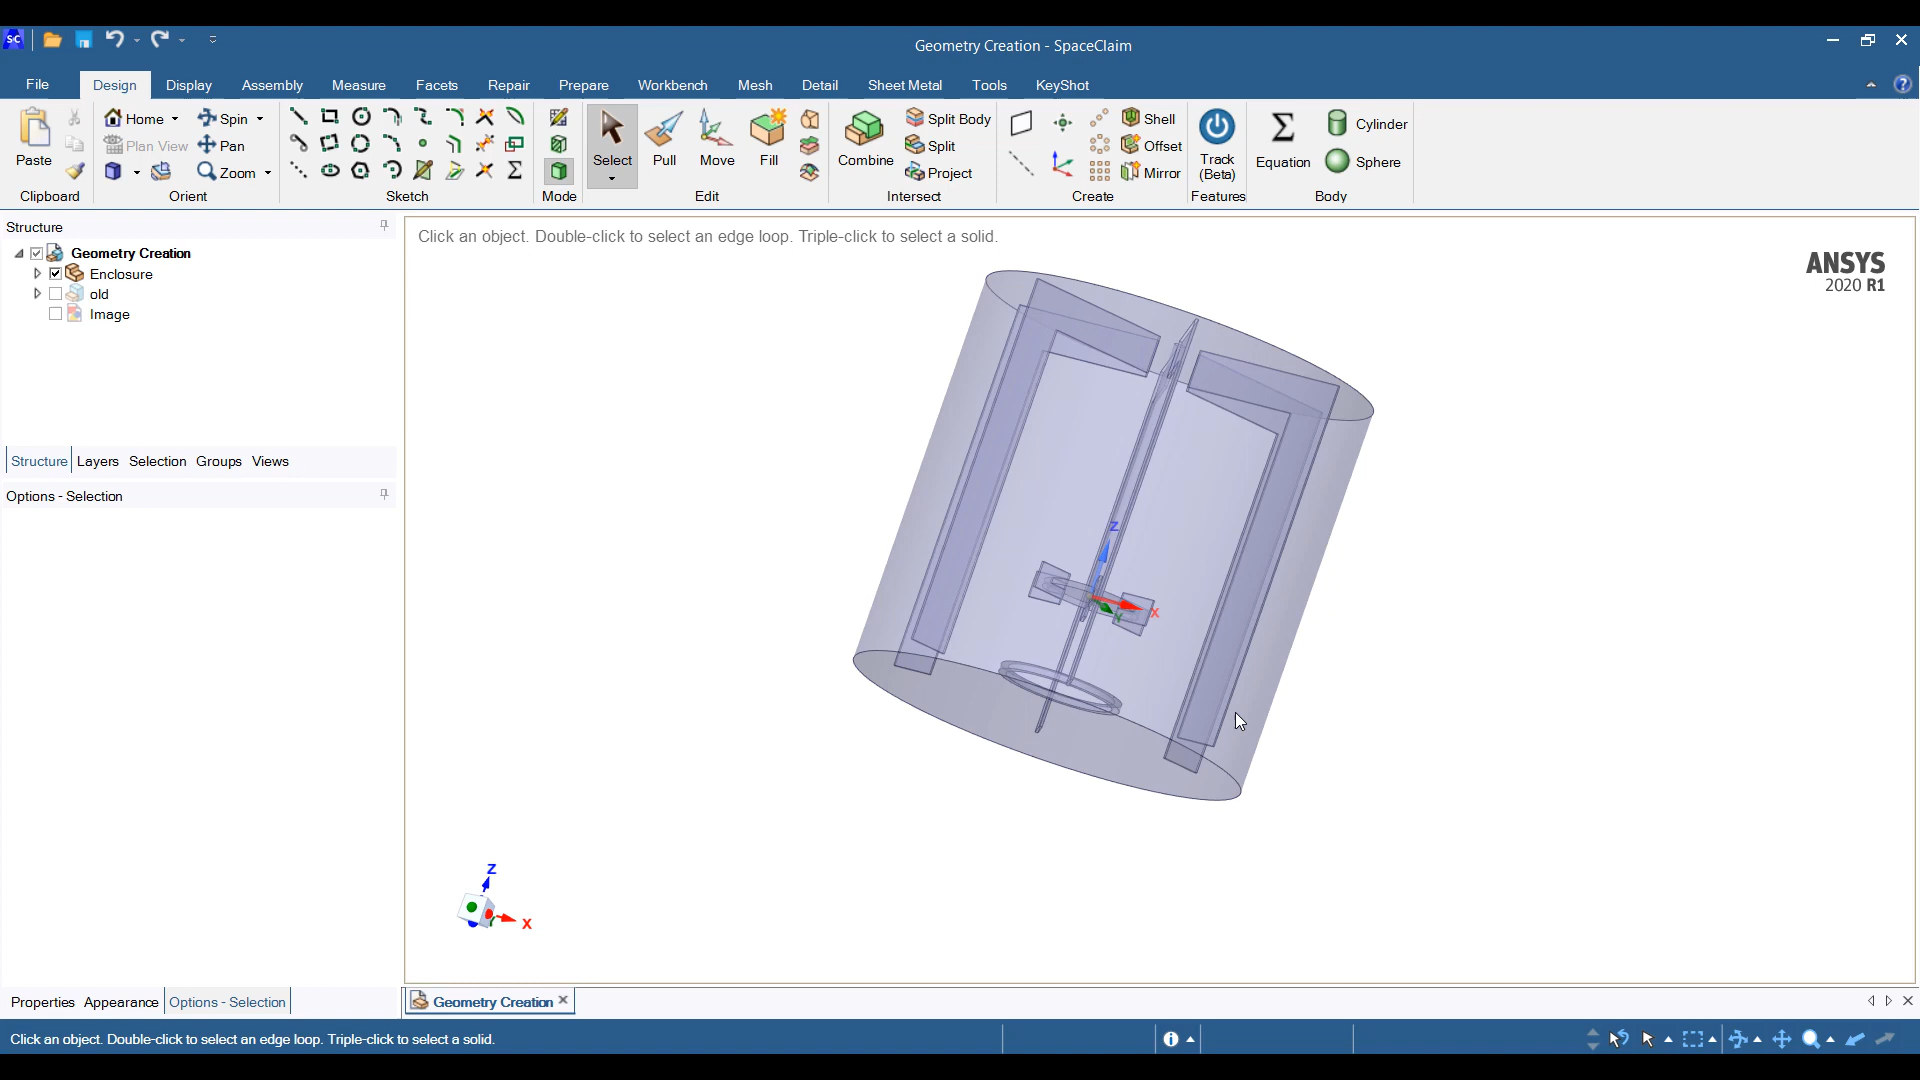 SC
Geometry Creation - SpaceClaim
File Design Display Assembly Measure Facets Repair Prepare Workbench Mesh Detail Sheet Metal Tools KeyShot
Paste
Clipboard
Home Spin
Plan View Pan
Zoom
Orient
Sketch
Mode
Select Pull Move Fill
Edit
Combine
Split Body
Split
Project
Intersect
Shell
Offset
Mirror
Create
Track
(Beta)
Features
Equation
Cylinder
Sphere
Body
Structure
Geometry Creation
Enclosure
old
Image
Structure Layers Selection Groups Views
Options - Selection
Properties Appearance Options - Selection
Click an object. Double-click to select an edge loop. Triple-click to select a solid.
ANSYS
2020 R1
Z
X
Y
Z
X
Geometry Creation
Click an object. Double-click to select an edge loop. Triple-click to select a solid.